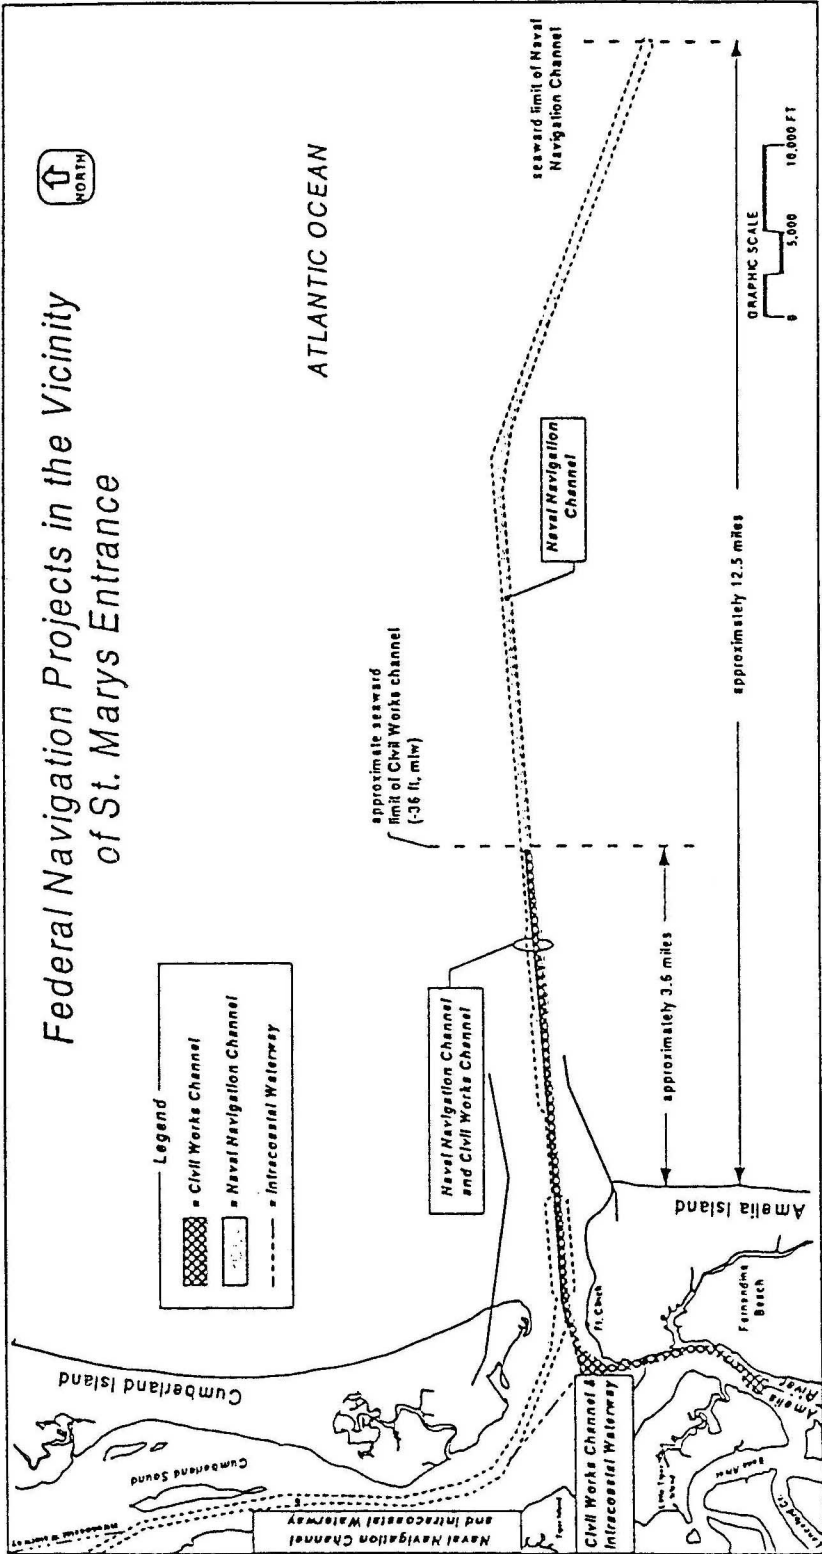 Federal Navigation Projects in the Vicinity
of St. Marys Entrance
NORTH
ATLANTIC OCEAN
Legend
= Civil Works Channel
= Naval Navigation Channel
= Intracoastal Waterway
approximate seaward
limit of Civil Works channel
(-36 ft, mlw)
seaward limit of Naval
Navigation Channel
Naval Navigation Channel
and Civil Works Channel
Naval Navigation
Channel
approximately 3.6 miles
approximately 12.5 miles
GRAPHIC SCALE
0
5,000
10,000 FT
Cumberland Island
Cumberland Sound
Naval Navigation Channel
and Intracoastal Waterway
Civil Works Channel &
Intracoastal Waterway
Ft. Clinch
Amelia Island
Fernandina
Beach
Amelia
River